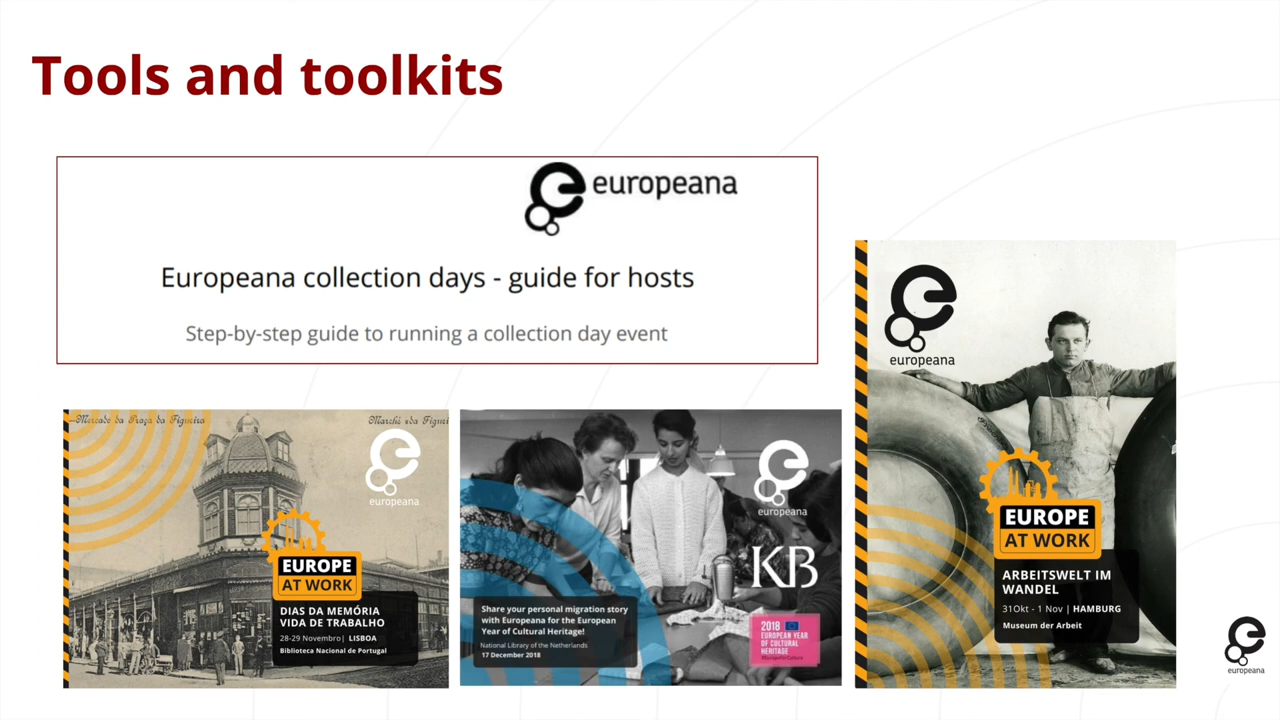 Tools and toolkits
europeana
Europeana collection days - guide for hosts
Step-by-step guide to running a collection day event
Mercado da Praça da Figueira
Marché da Figuei
europeana
EUROPE
AT WORK
DIAS DA MEMÓRIA
VIDA DE TRABALHO
28-29 Novembro| LISBOA
Biblioteca Nacional de Portugal
europeana
KB
Share your personal migration story
with Europeana for the European
Year of Cultural Heritage!
National Library of the Netherlands
17 December 2018
2018
EUROPEAN YEAR
OF CULTURAL
HERITAGE
#EuropeForCulture
europeana
EUROPE
AT WORK
ARBEITSWELT IM
WANDEL
31Okt - 1 Nov | HAMBURG
Museum der Arbeit
europeana